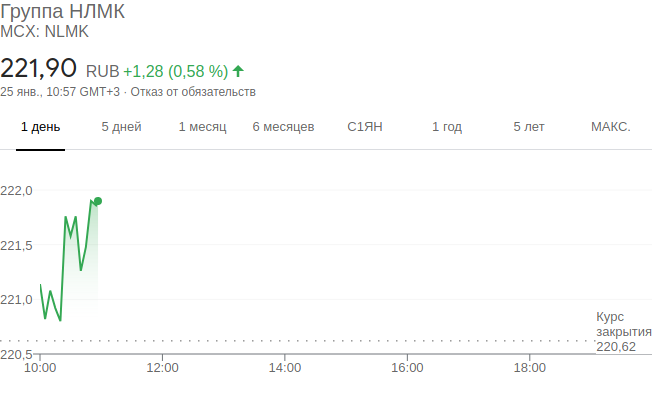 Группа НЛМК
MCX: NLMK
221,90 RUB +1,28 (0,58 %)
25 янв., 10:57 GMT+3 · Отказ от обязательств
1 день 5 дней 1 месяц 6 месяцев С1ЯН 1 год 5 лет МАКС.
222,0
221,5
221,0
Курс
закрытия
220,62
220,5
10:00 12:00 14:00 16:00 18:00